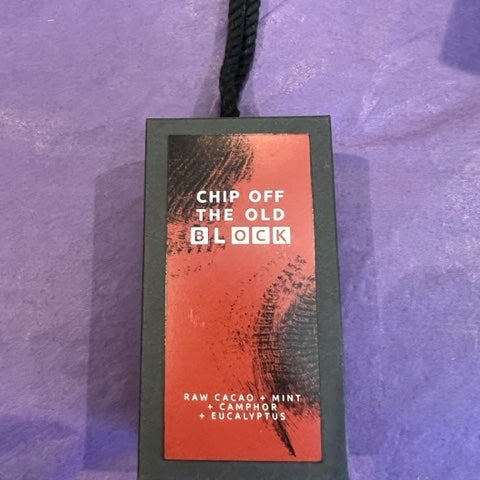 CHIP OFF
THE OLD
BLOCK
RAW CACAO + MINT
+ CAMPHOR
+ EUCALYPTUS